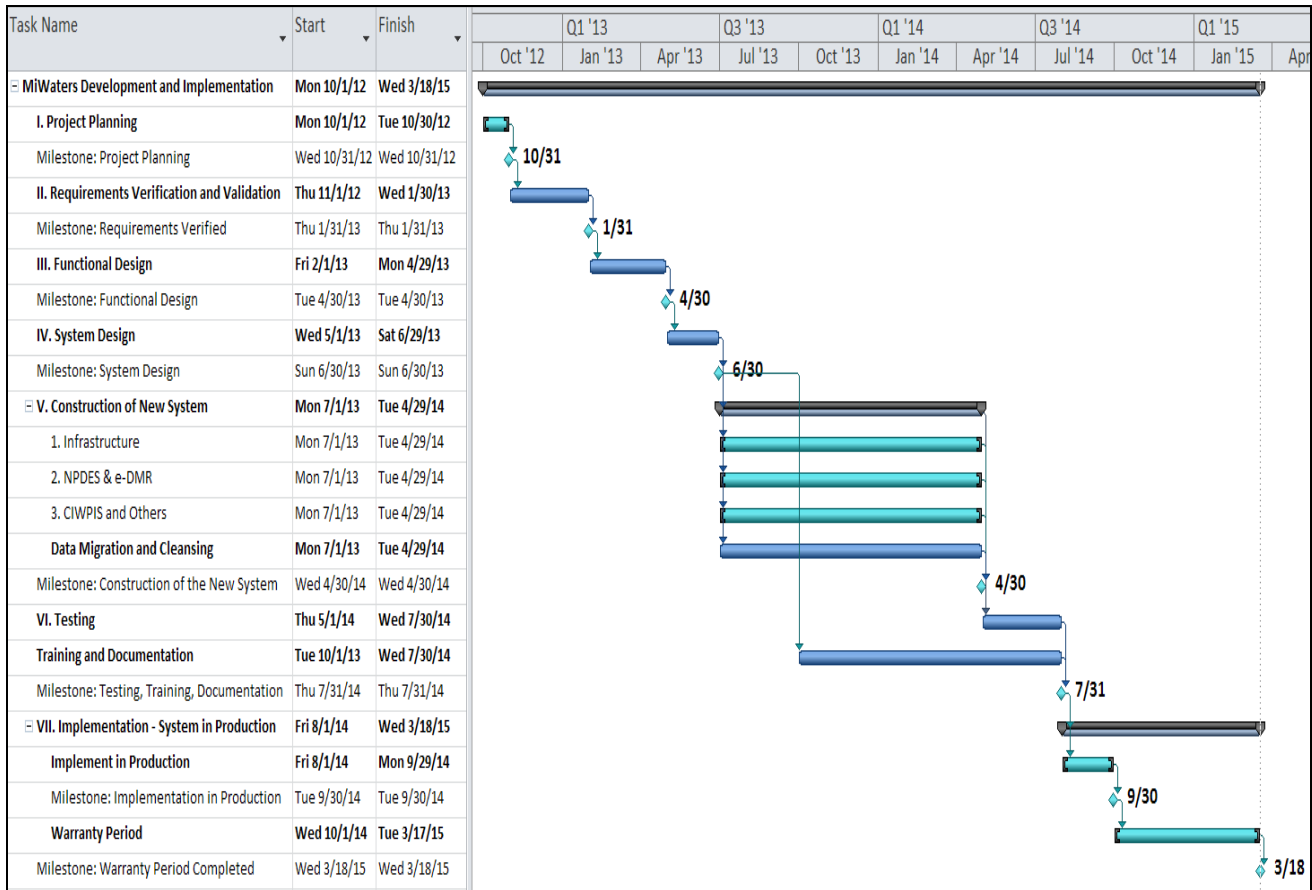 Task Name Start Finish Q1 '13 Q3 '13 Q1 '14 Q3 '14 Q1 '15
Oct '12 Jan '13 Apr '13 Jul '13 Oct '13 Jan '14 Apr '14 Jul '14 Oct '14 Jan '15 Apr
MiWaters Development and Implementation Mon 10/1/12 Wed 3/18/15
I. Project Planning Mon 10/1/12 Tue 10/30/12
Milestone: Project Planning Wed 10/31/12 Wed 10/31/12 10/31
II. Requirements Verification and Validation Thu 11/1/12 Wed 1/30/13
Milestone: Requirements Verified Thu 1/31/13 Thu 1/31/13 1/31
III. Functional Design Fri 2/1/13 Mon 4/29/13
Milestone: Functional Design Tue 4/30/13 Tue 4/30/13 4/30
IV. System Design Wed 5/1/13 Sat 6/29/13
Milestone: System Design Sun 6/30/13 Sun 6/30/13 6/30
V. Construction of New System Mon 7/1/13 Tue 4/29/14
1. Infrastructure Mon 7/1/13 Tue 4/29/14
2. NPDES & e-DMR Mon 7/1/13 Tue 4/29/14
3. CIWPIS and Others Mon 7/1/13 Tue 4/29/14
Data Migration and Cleansing Mon 7/1/13 Tue 4/29/14
Milestone: Construction of the New System Wed 4/30/14 Wed 4/30/14 4/30
VI. Testing Thu 5/1/14 Wed 7/30/14
Training and Documentation Tue 10/1/13 Wed 7/30/14
Milestone: Testing, Training, Documentation Thu 7/31/14 Thu 7/31/14 7/31
VII. Implementation - System in Production Fri 8/1/14 Wed 3/18/15
Implement in Production Fri 8/1/14 Mon 9/29/14
Milestone: Implementation in Production Tue 9/30/14 Tue 9/30/14 9/30
Warranty Period Wed 10/1/14 Tue 3/17/15
Milestone: Warranty Period Completed Wed 3/18/15 Wed 3/18/15 3/18